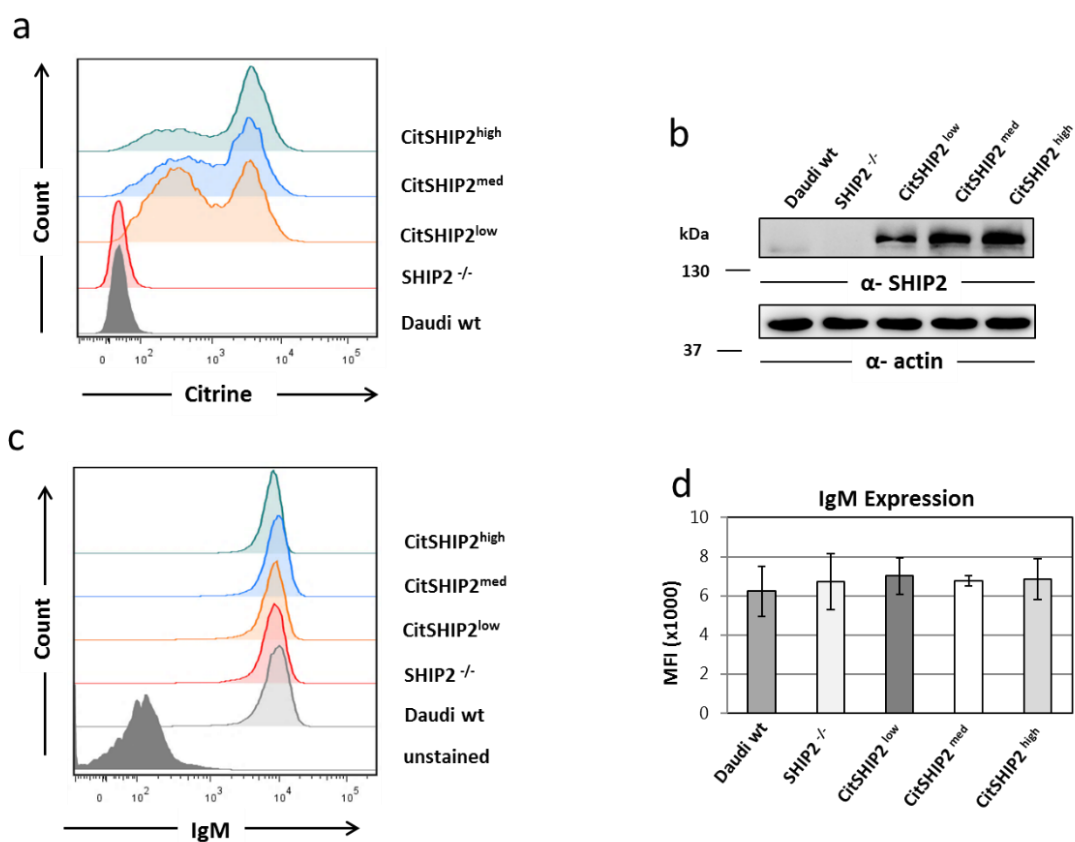 a
Count
CitSHIP2high
CitSHIP2med
CitSHIP2low
SHIP2 -/-
Daudi wt
0 10² 10³ 10⁴ 10⁵
Citrine
b
Daudi wt
SHIP2 -/-
CitSHIP2 low
CitSHIP2 med
CitSHIP2 high
kDa
130
α- SHIP2
37
α- actin
c
Count
CitSHIP2high
CitSHIP2med
CitSHIP2low
SHIP2 -/-
Daudi wt
unstained
0 10² 10³ 10⁴ 10⁵
IgM
d
IgM Expression
MFI (x1000)
10
8
6
4
2
0
Daudi wt
SHIP2 -/-
CitSHIP2 low
CitSHIP2 med
CitSHIP2 high